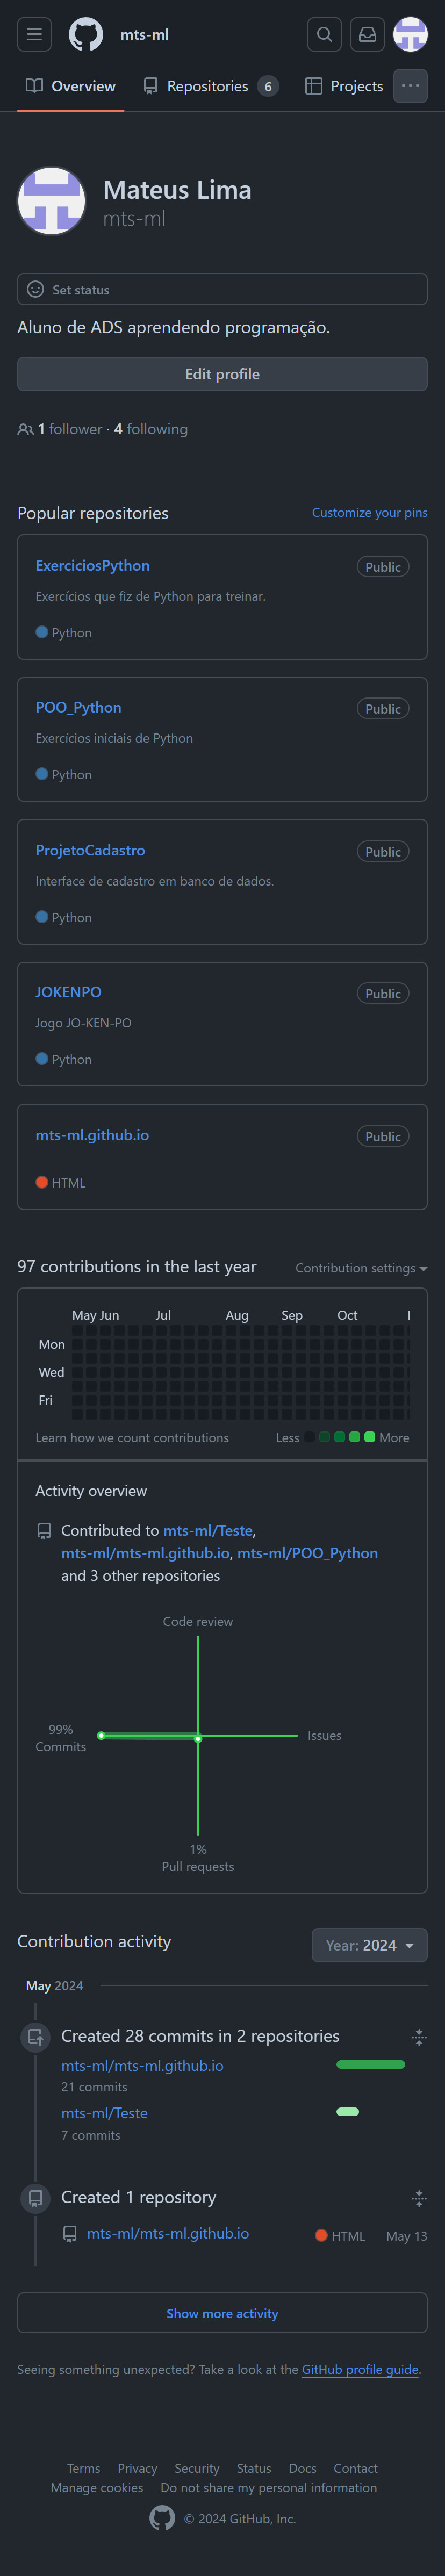 mts-ml
Overview Repositories 6 Projects
Mateus Lima
mts-ml
Set status
Aluno de ADS aprendendo programação.
Edit profile
1 follower · 4 following
Popular repositories Customize your pins
ExerciciosPython Public
Exercícios que fiz de Python para treinar.
Python
POO_Python Public
Exercícios iniciais de Python
Python
ProjetoCadastro Public
Interface de cadastro em banco de dados.
Python
JOKENPO Public
Jogo JO-KEN-PO
Python
mts-ml.github.io Public
HTML
97 contributions in the last year Contribution settings
May Jun Jul Aug Sep Oct
Mon
Wed
Fri
Learn how we count contributions Less More
Activity overview
Contributed to mts-ml/Teste,
mts-ml/mts-ml.github.io, mts-ml/POO_Python
and 3 other repositories
Code review
99%
Commits
Issues
1%
Pull requests
Contribution activity Year: 2024
May 2024
Created 28 commits in 2 repositories
mts-ml/mts-ml.github.io
21 commits
mts-ml/Teste
7 commits
Created 1 repository
mts-ml/mts-ml.github.io HTML May 13
Show more activity
Seeing something unexpected? Take a look at the GitHub profile guide.
Terms Privacy Security Status Docs Contact
Manage cookies Do not share my personal information
© 2024 GitHub, Inc.